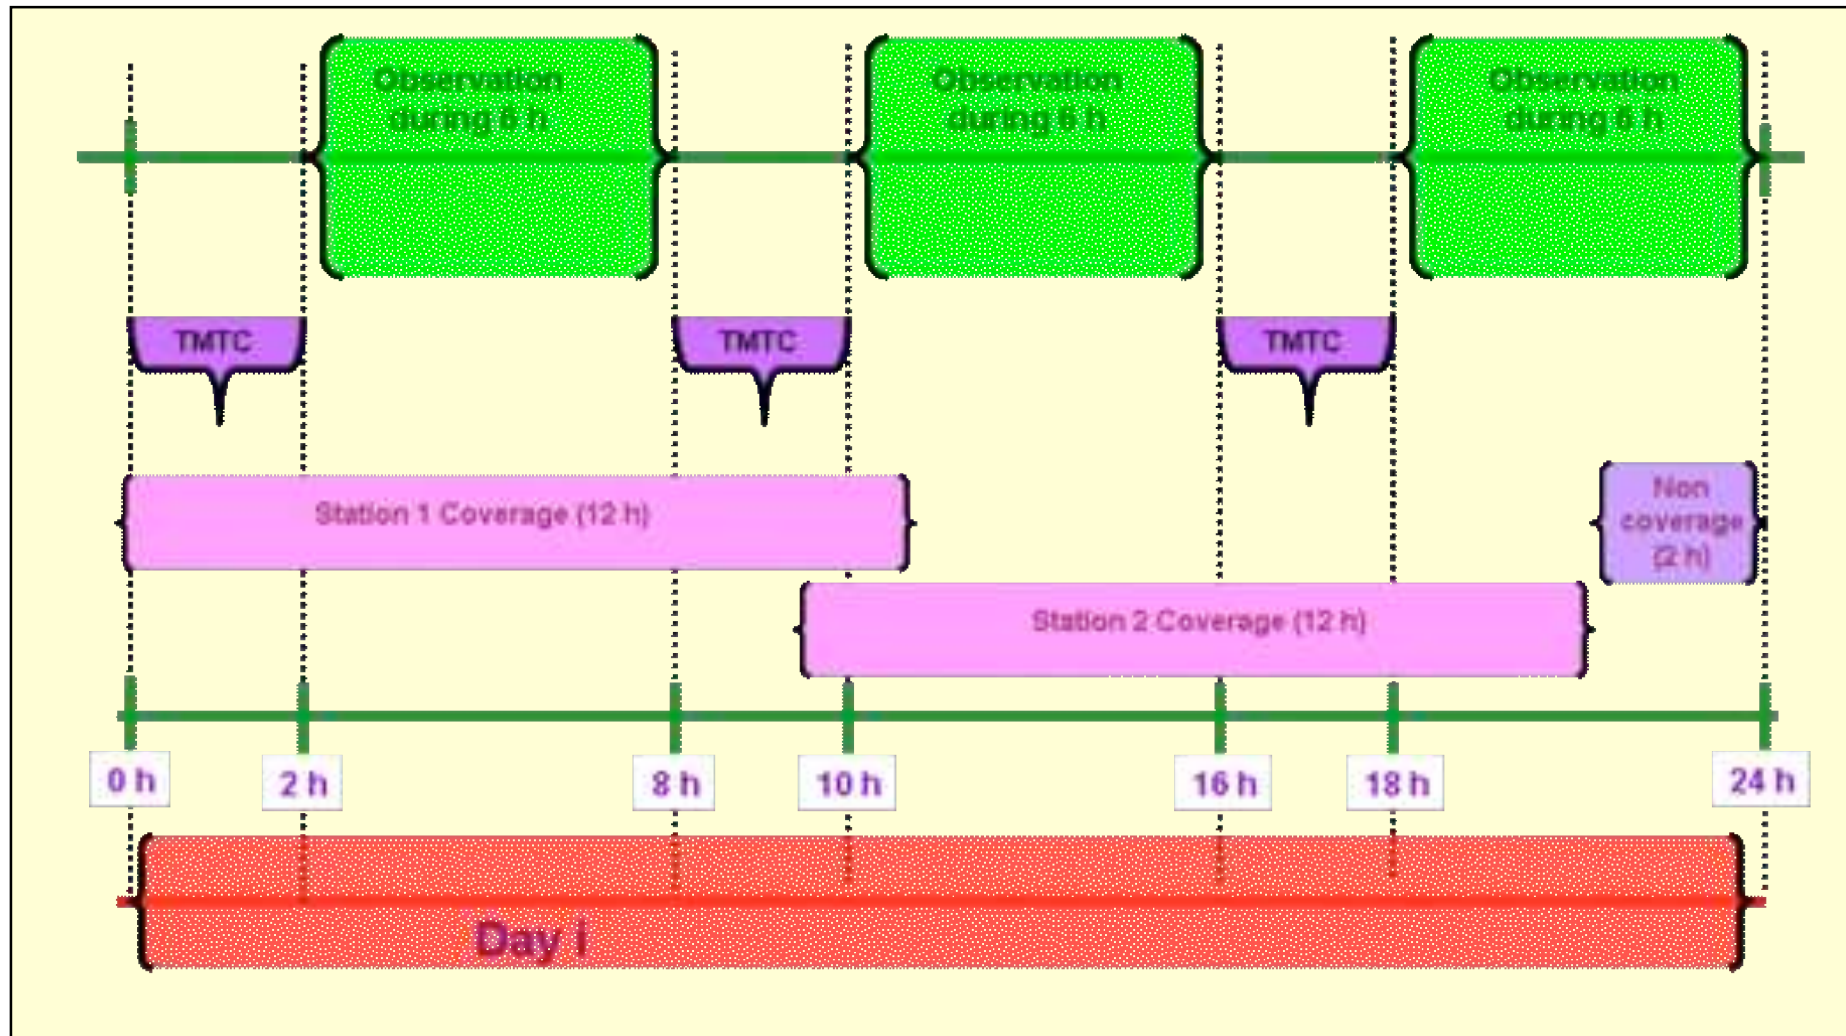 Observation
during 6 h
Observation
during 6 h
Observation
during 6 h
TMTC
TMTC
TMTC
Station 1 Coverage (12 h)
Non
coverage
(2 h)
Station 2 Coverage (12 h)
0 h
2 h
8 h
10 h
16 h
18 h
24 h
Day i